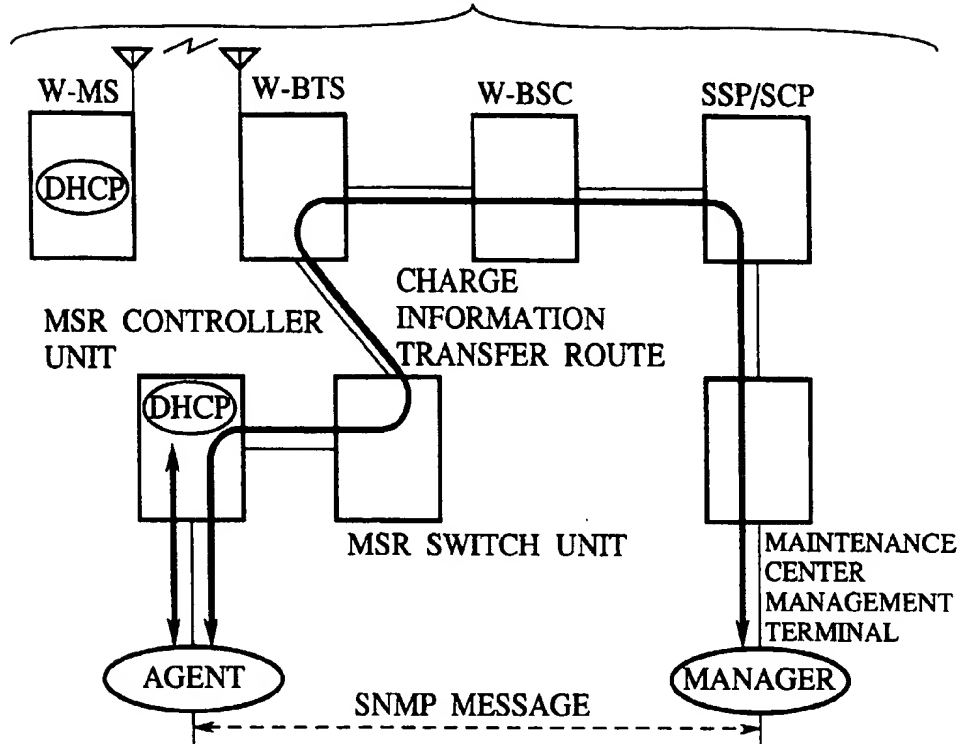 W-MS
W-BTS
W-BSC
SSP/SCP
DHCP
CHARGE
INFORMATION
TRANSFER ROUTE
MSR CONTROLLER
UNIT
DHCP
MSR SWITCH UNIT
MAINTENANCE
CENTER
MANAGEMENT
TERMINAL
AGENT
MANAGER
SNMP MESSAGE